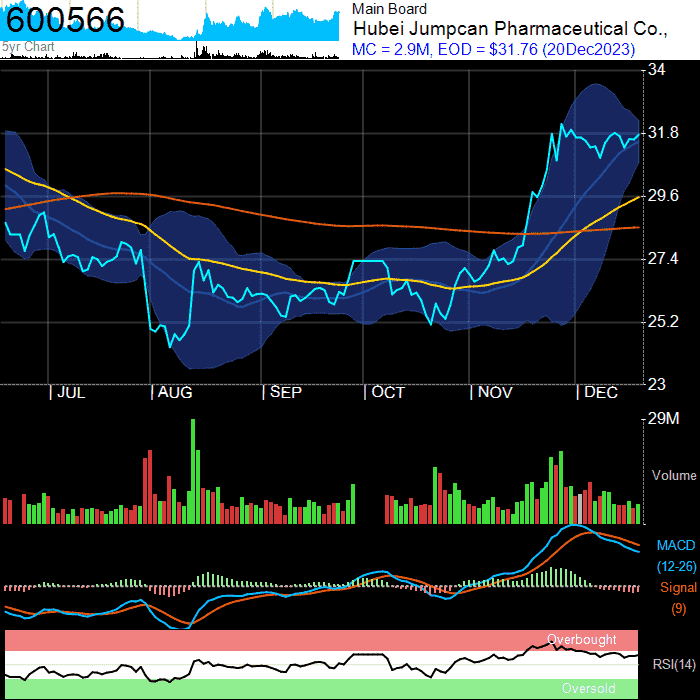 600566
5yr Chart
Main Board
Hubei Jumpcan Pharmaceutical Co.,
MC = 2.9M, EOD = $31.76 (20Dec2023)
34
31.8
29.6
27.4
25.2
23
| JUL | AUG | SEP | OCT | NOV | DEC
29M
Volume
MACD
(12-26)
Signal
(9)
Overbought
RSI(14)
Oversold